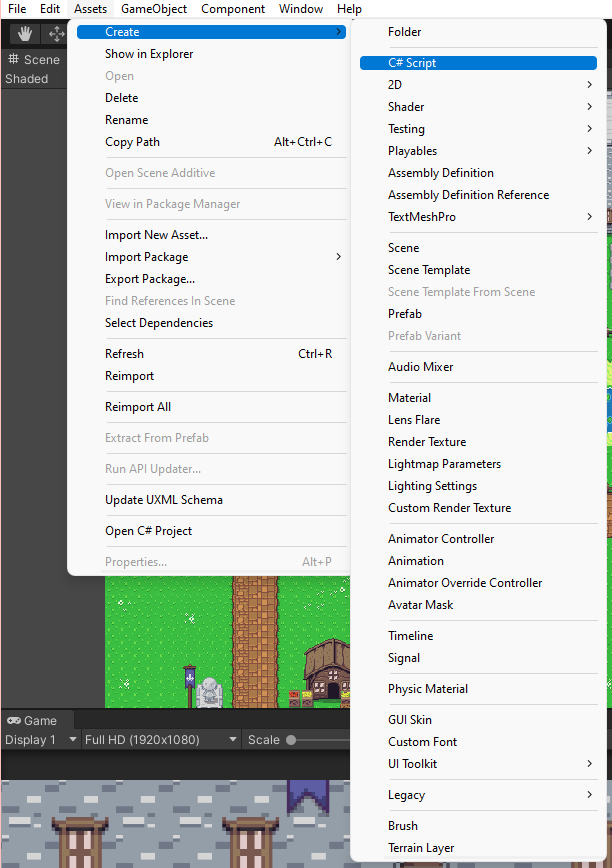 File Edit Assets GameObject Component Window Help
Create
Show in Explorer
Open
Delete
Rename
Copy Path Alt+Ctrl+C
Open Scene Additive
View in Package Manager
Import New Asset...
Import Package
Export Package...
Find References In Scene
Select Dependencies
Refresh Ctrl+R
Reimport
Reimport All
Extract From Prefab
Run API Updater...
Update UXML Schema
Open C# Project
Properties... Alt+P
Folder
C# Script
2D
Shader
Testing
Playables
Assembly Definition
Assembly Definition Reference
TextMeshPro
Scene
Scene Template
Scene Template From Scene
Prefab
Prefab Variant
Audio Mixer
Material
Lens Flare
Render Texture
Lightmap Parameters
Lighting Settings
Custom Render Texture
Animator Controller
Animation
Animator Override Controller
Avatar Mask
Timeline
Signal
Physic Material
GUI Skin
Custom Font
UI Toolkit
Legacy
Brush
Terrain Layer
Scene
Shaded
Game
Display 1 Full HD (1920x1080) Scale